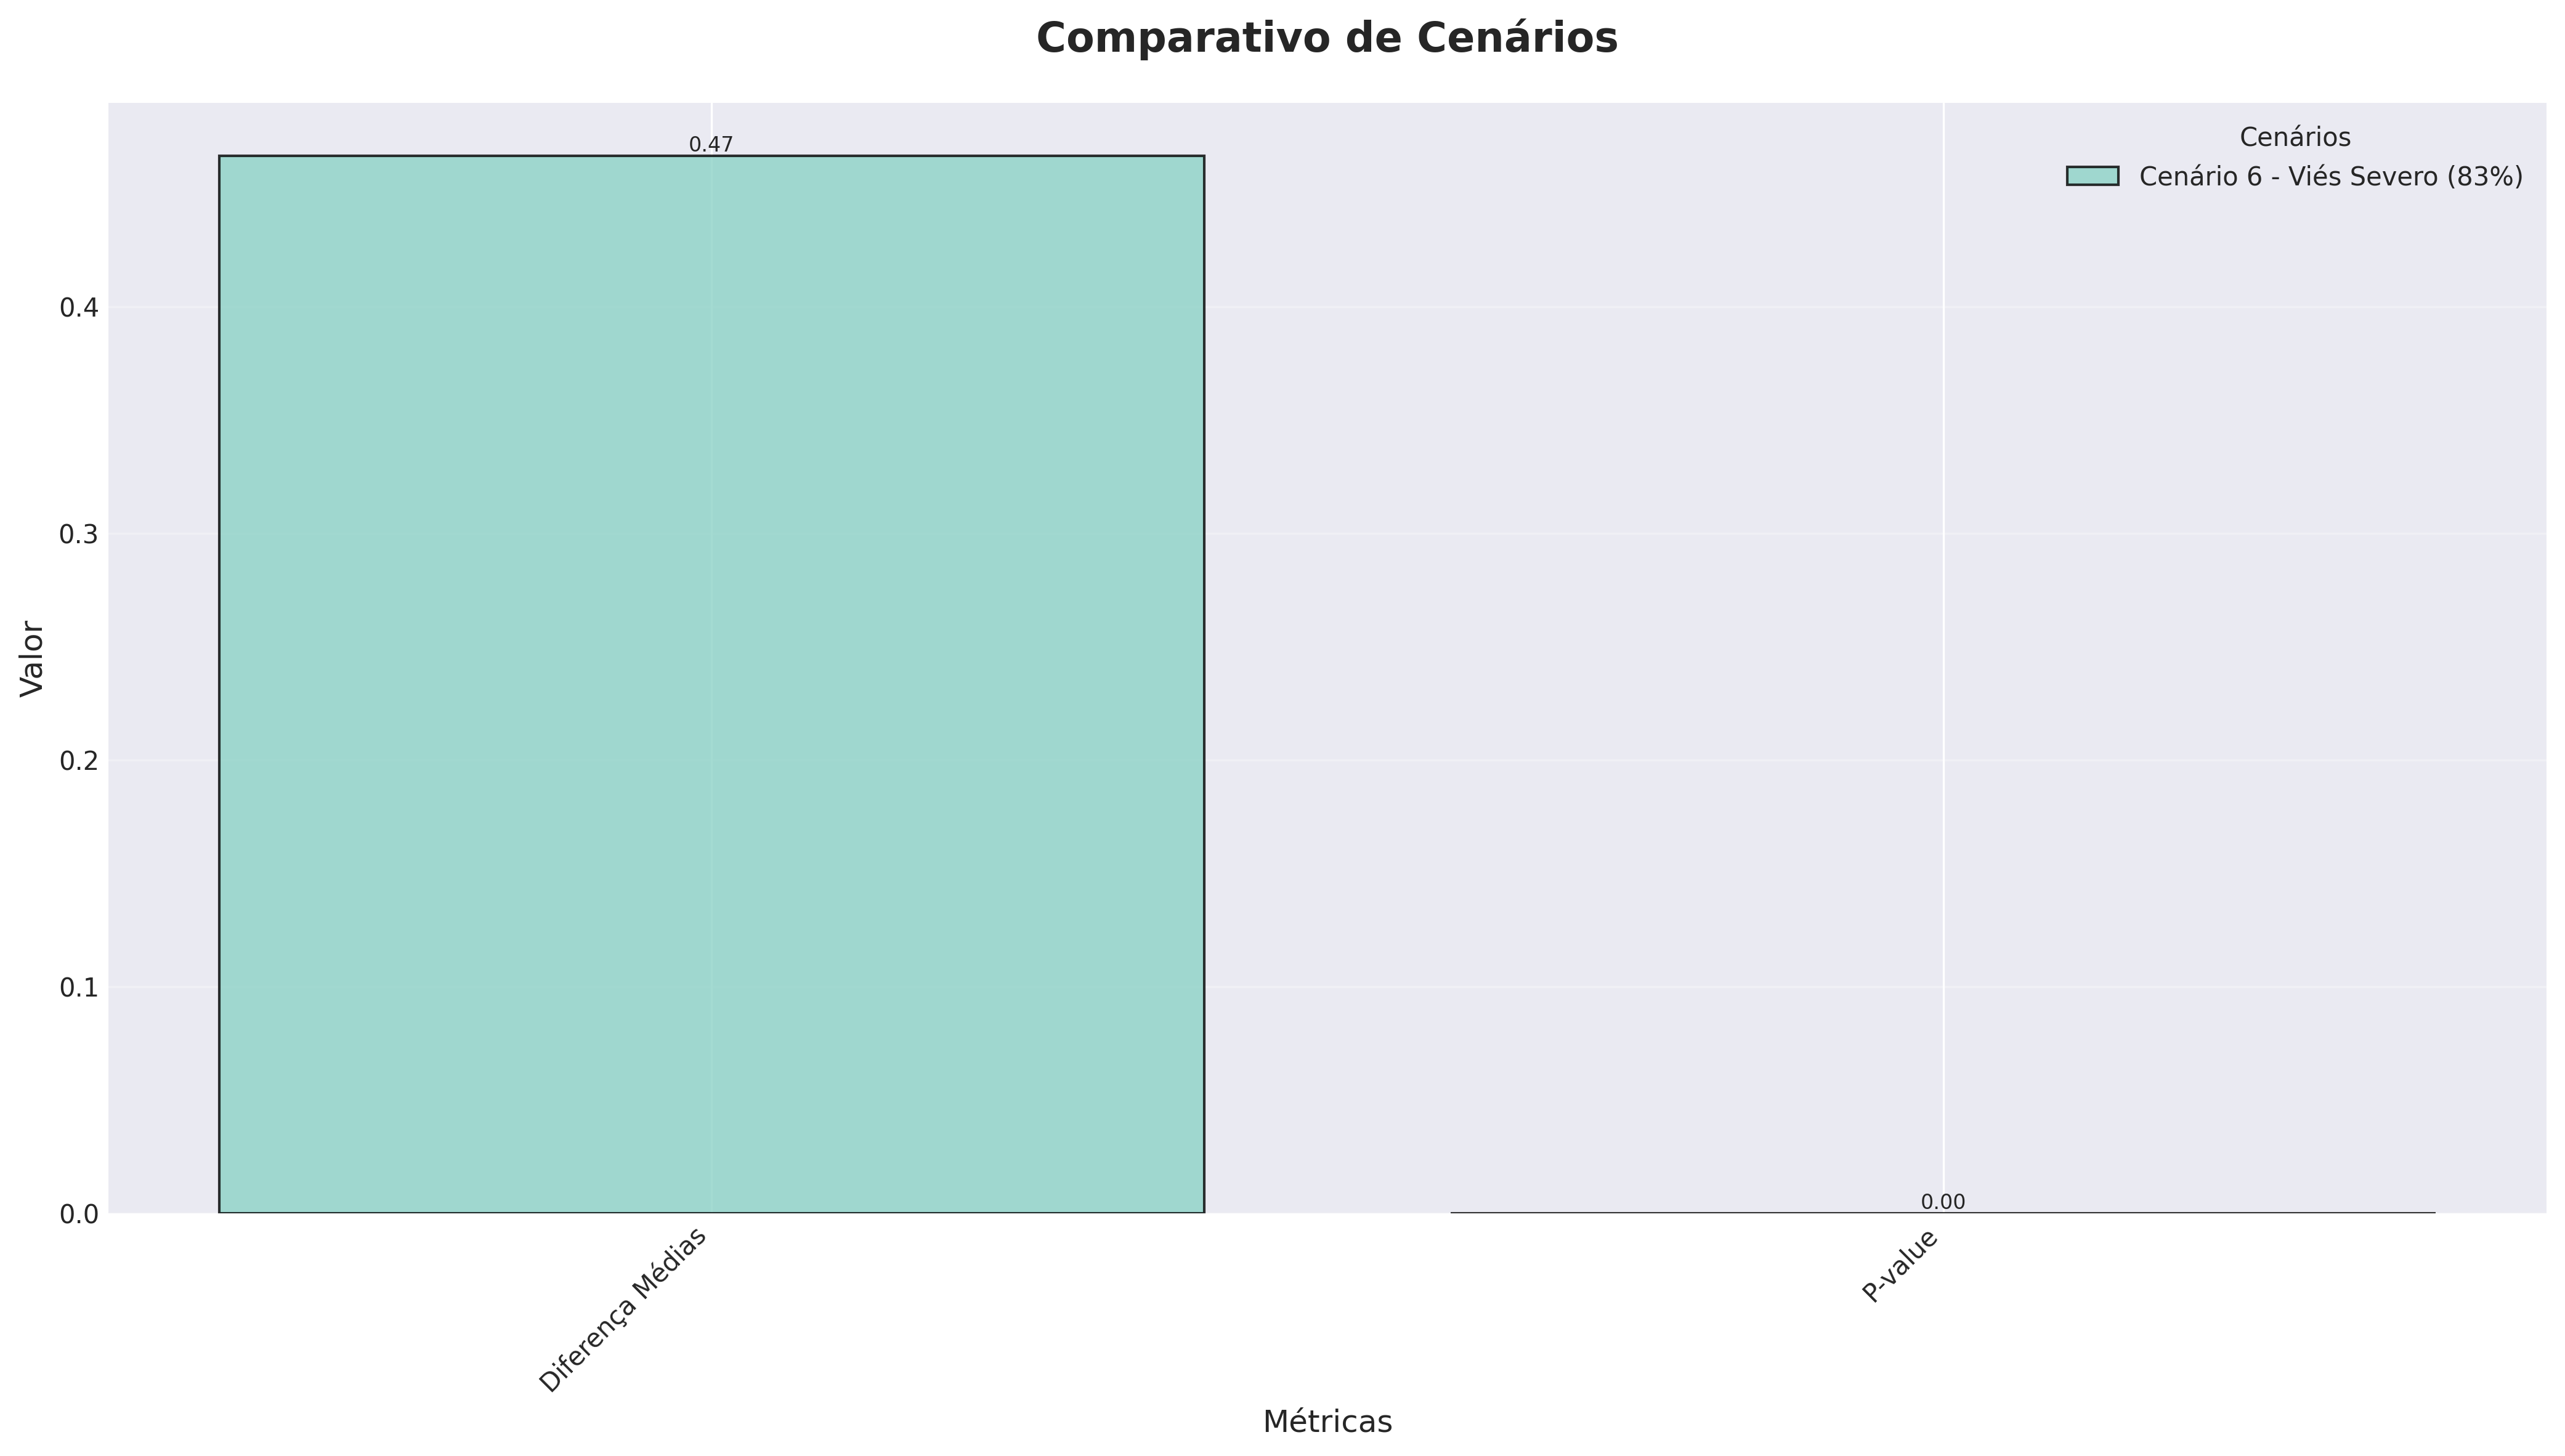 Comparativo de Cenários
0.47
Cenários
Cenário 6 - Viés Severo (83%)
0.4
0.3
0.2
0.1
0.0
Valor
0.00
Diferença Médias
P-value
Métricas